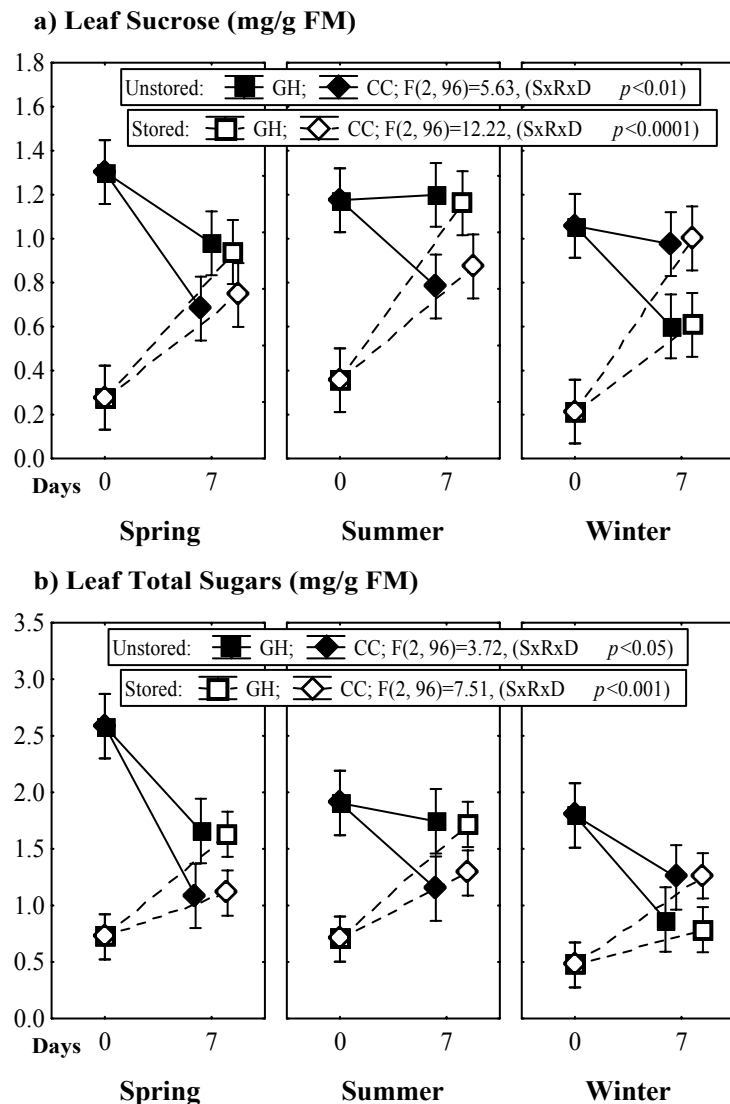 a) Leaf Sucrose (mg/g FM)
1.8
Unstored: GH; CC; F(2, 96)=5.63, (SxRxD p<0.01)
1.6
Stored: GH; CC; F(2, 96)=12.22, (SxRxD p<0.0001)
1.4
1.2
1.0
0.8
0.6
0.4
0.2
0.0
Days 0 7 0 7 0 7
Spring Summer Winter
b) Leaf Total Sugars (mg/g FM)
3.5
Unstored: GH; CC; F(2, 96)=3.72, (SxRxD p<0.05)
3.0
Stored: GH; CC; F(2, 96)=7.51, (SxRxD p<0.001)
2.5
2.0
1.5
1.0
0.5
0.0
Days 0 7 0 7 0 7
Spring Summer Winter